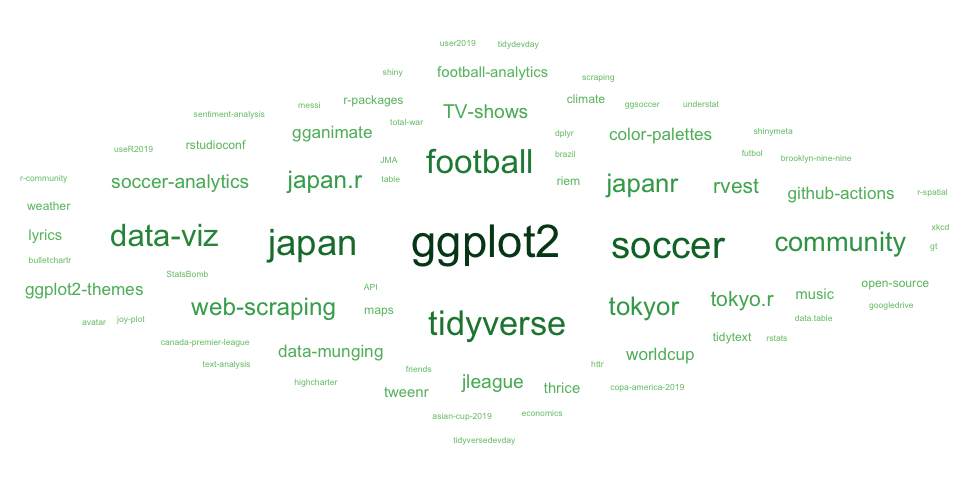 user2019 tidydevday
shiny football-analytics scraping
messi r-packages TV-shows climate ggsoccer understat
sentiment-analysis gganimate total-war dplyr color-palettes shinymeta
useR2019 rstudioconf JMA football brazil futbol brooklyn-nine-nine
r-community soccer-analytics japan.r table riem japanr rvest github-actions r-spatial
weather
lyrics data-viz japan ggplot2 soccer community xkcd
bulletchartr gt
StatsBomb
ggplot2-themes web-scraping API maps tokyor tokyo.r music open-source
avatar joy-plot tidyverse data.table googledrive
canada-premier-league data-munging worldcup tidytext rstats
text-analysis friends httr
highcharter tweenr jleague thrice copa-america-2019
asian-cup-2019 economics
tidyversedevday